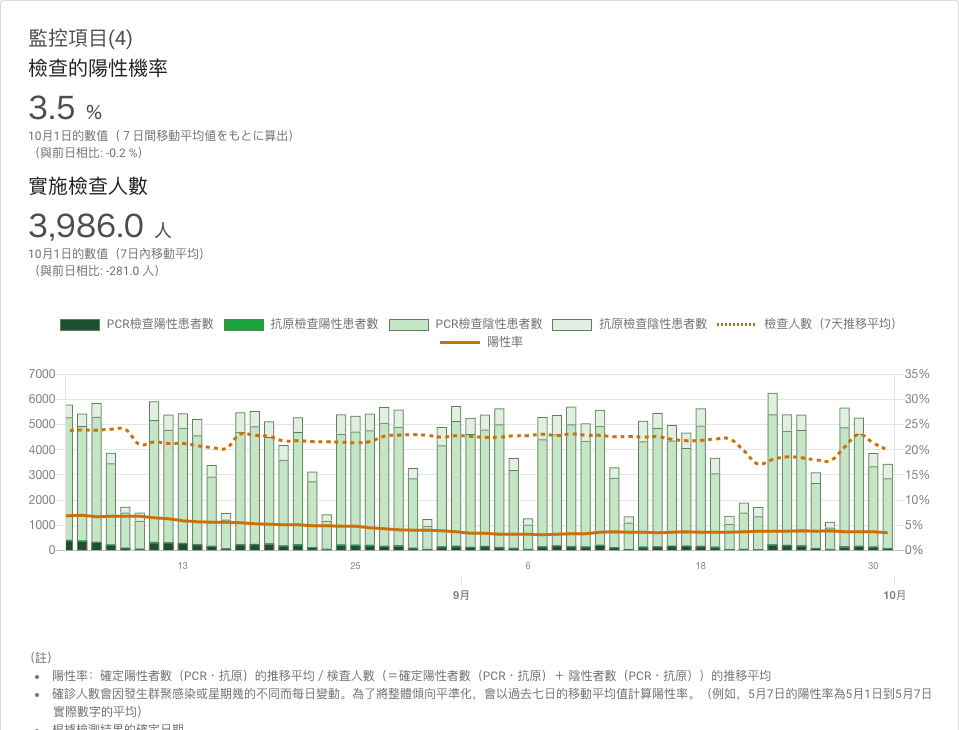 監控項目(4)
檢查的陽性機率
3.5 %
10月1日的數值（７日間移動平均値をもとに算出）
（與前日相比: -0.2 %）
實施檢查人數
3,986.0 人
10月1日的數值（7日內移動平均）
（與前日相比: -281.0 人）
PCR檢查陽性患者數 抗原檢查陽性患者數 PCR檢查陰性患者數 抗原檢查陰性患者數 檢查人數（7天推移平均）
陽性率
7000 35%
6000 30%
5000 25%
4000 20%
3000 15%
2000 10%
1000 5%
0 0%
13 25 6 18 30
9月 10月
（註）
• 陽性率：確定陽性者數（PCR・抗原）的推移平均 / 檢查人數（＝確定陽性者數（PCR・抗原）＋ 陰性者數（PCR・抗原））的推移平均
• 確診人數會因發生群聚感染或星期幾的不同而每日變動。為了將整體傾向平準化，會以過去七日的移動平均值計算陽性率。（例如，5月7日的陽性率為5月1日到5月7日
實際數字的平均）
• 根據檢測結果的確定日期